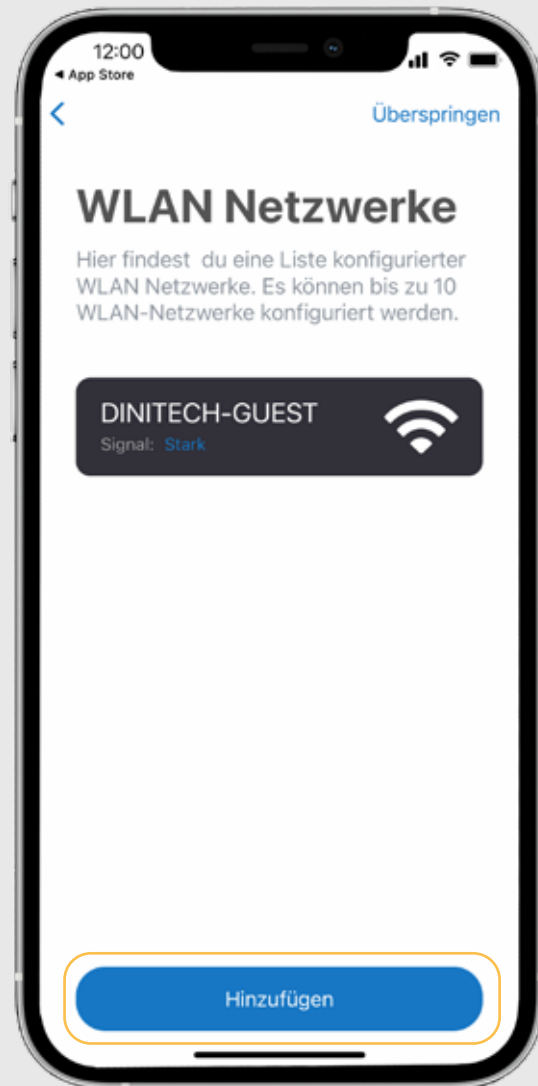 12:00
◀ App Store
Überspringen
WLAN Netzwerke
Hier findest du eine Liste konfigurierter
WLAN Netzwerke. Es können bis zu 10
WLAN-Netzwerke konfiguriert werden.
DINITECH-GUEST
Signal: Stark
Hinzufügen